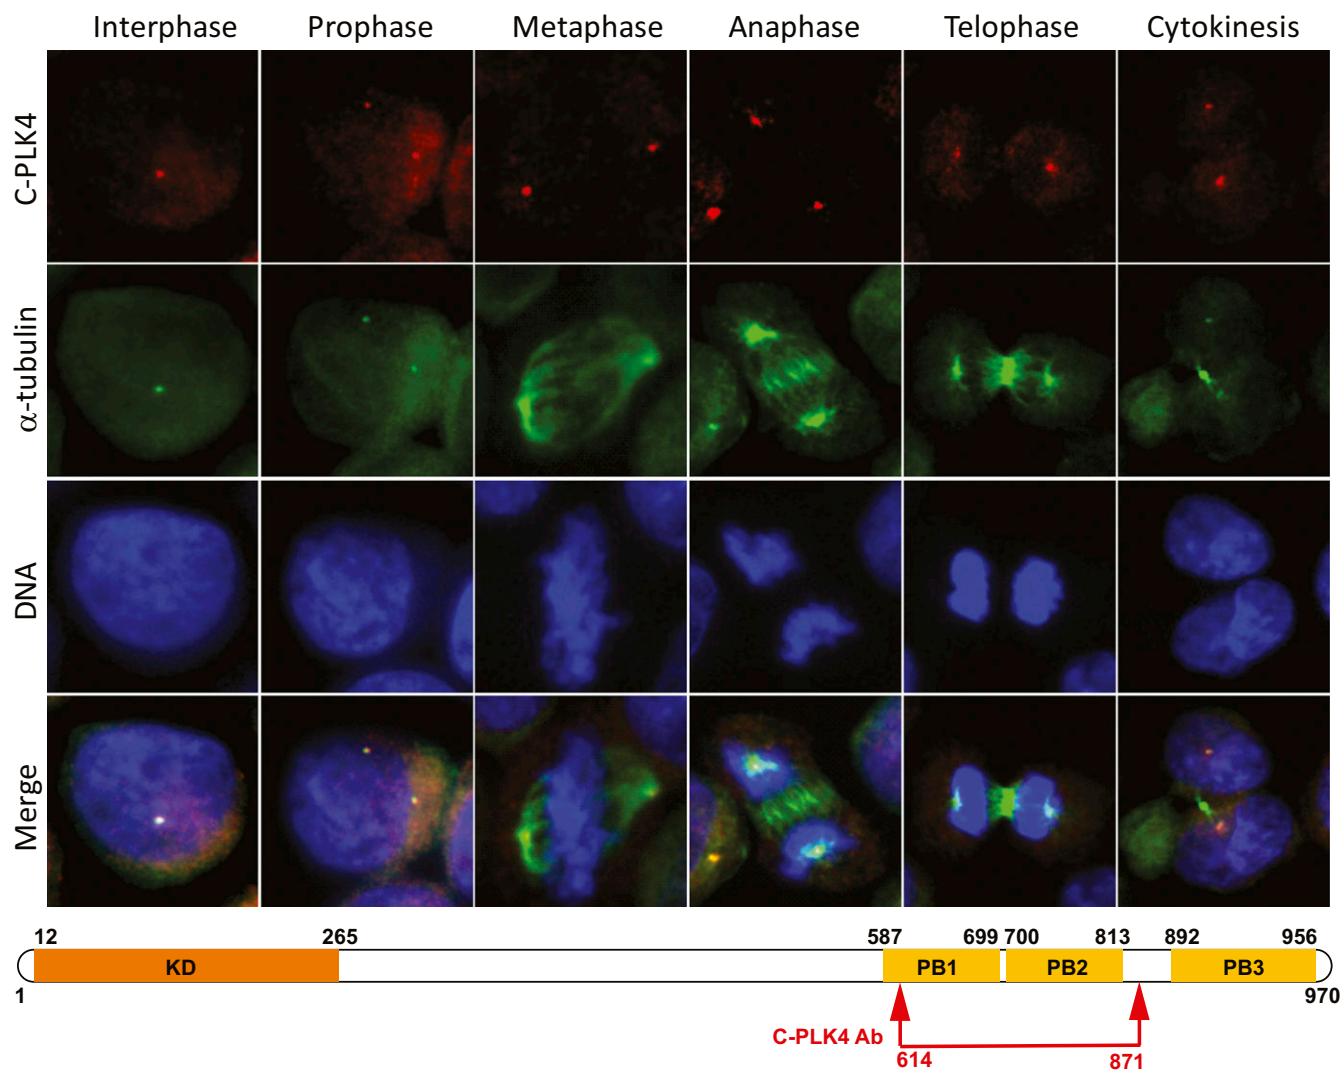 Interphase Prophase Metaphase Anaphase Telophase Cytokinesis
C-PLK4
α-tubulin
DNA
Merge
12 265 587 699 700 813 892 956
KD PB1 PB2 PB3
1 970
C-PLK4 Ab
614 871